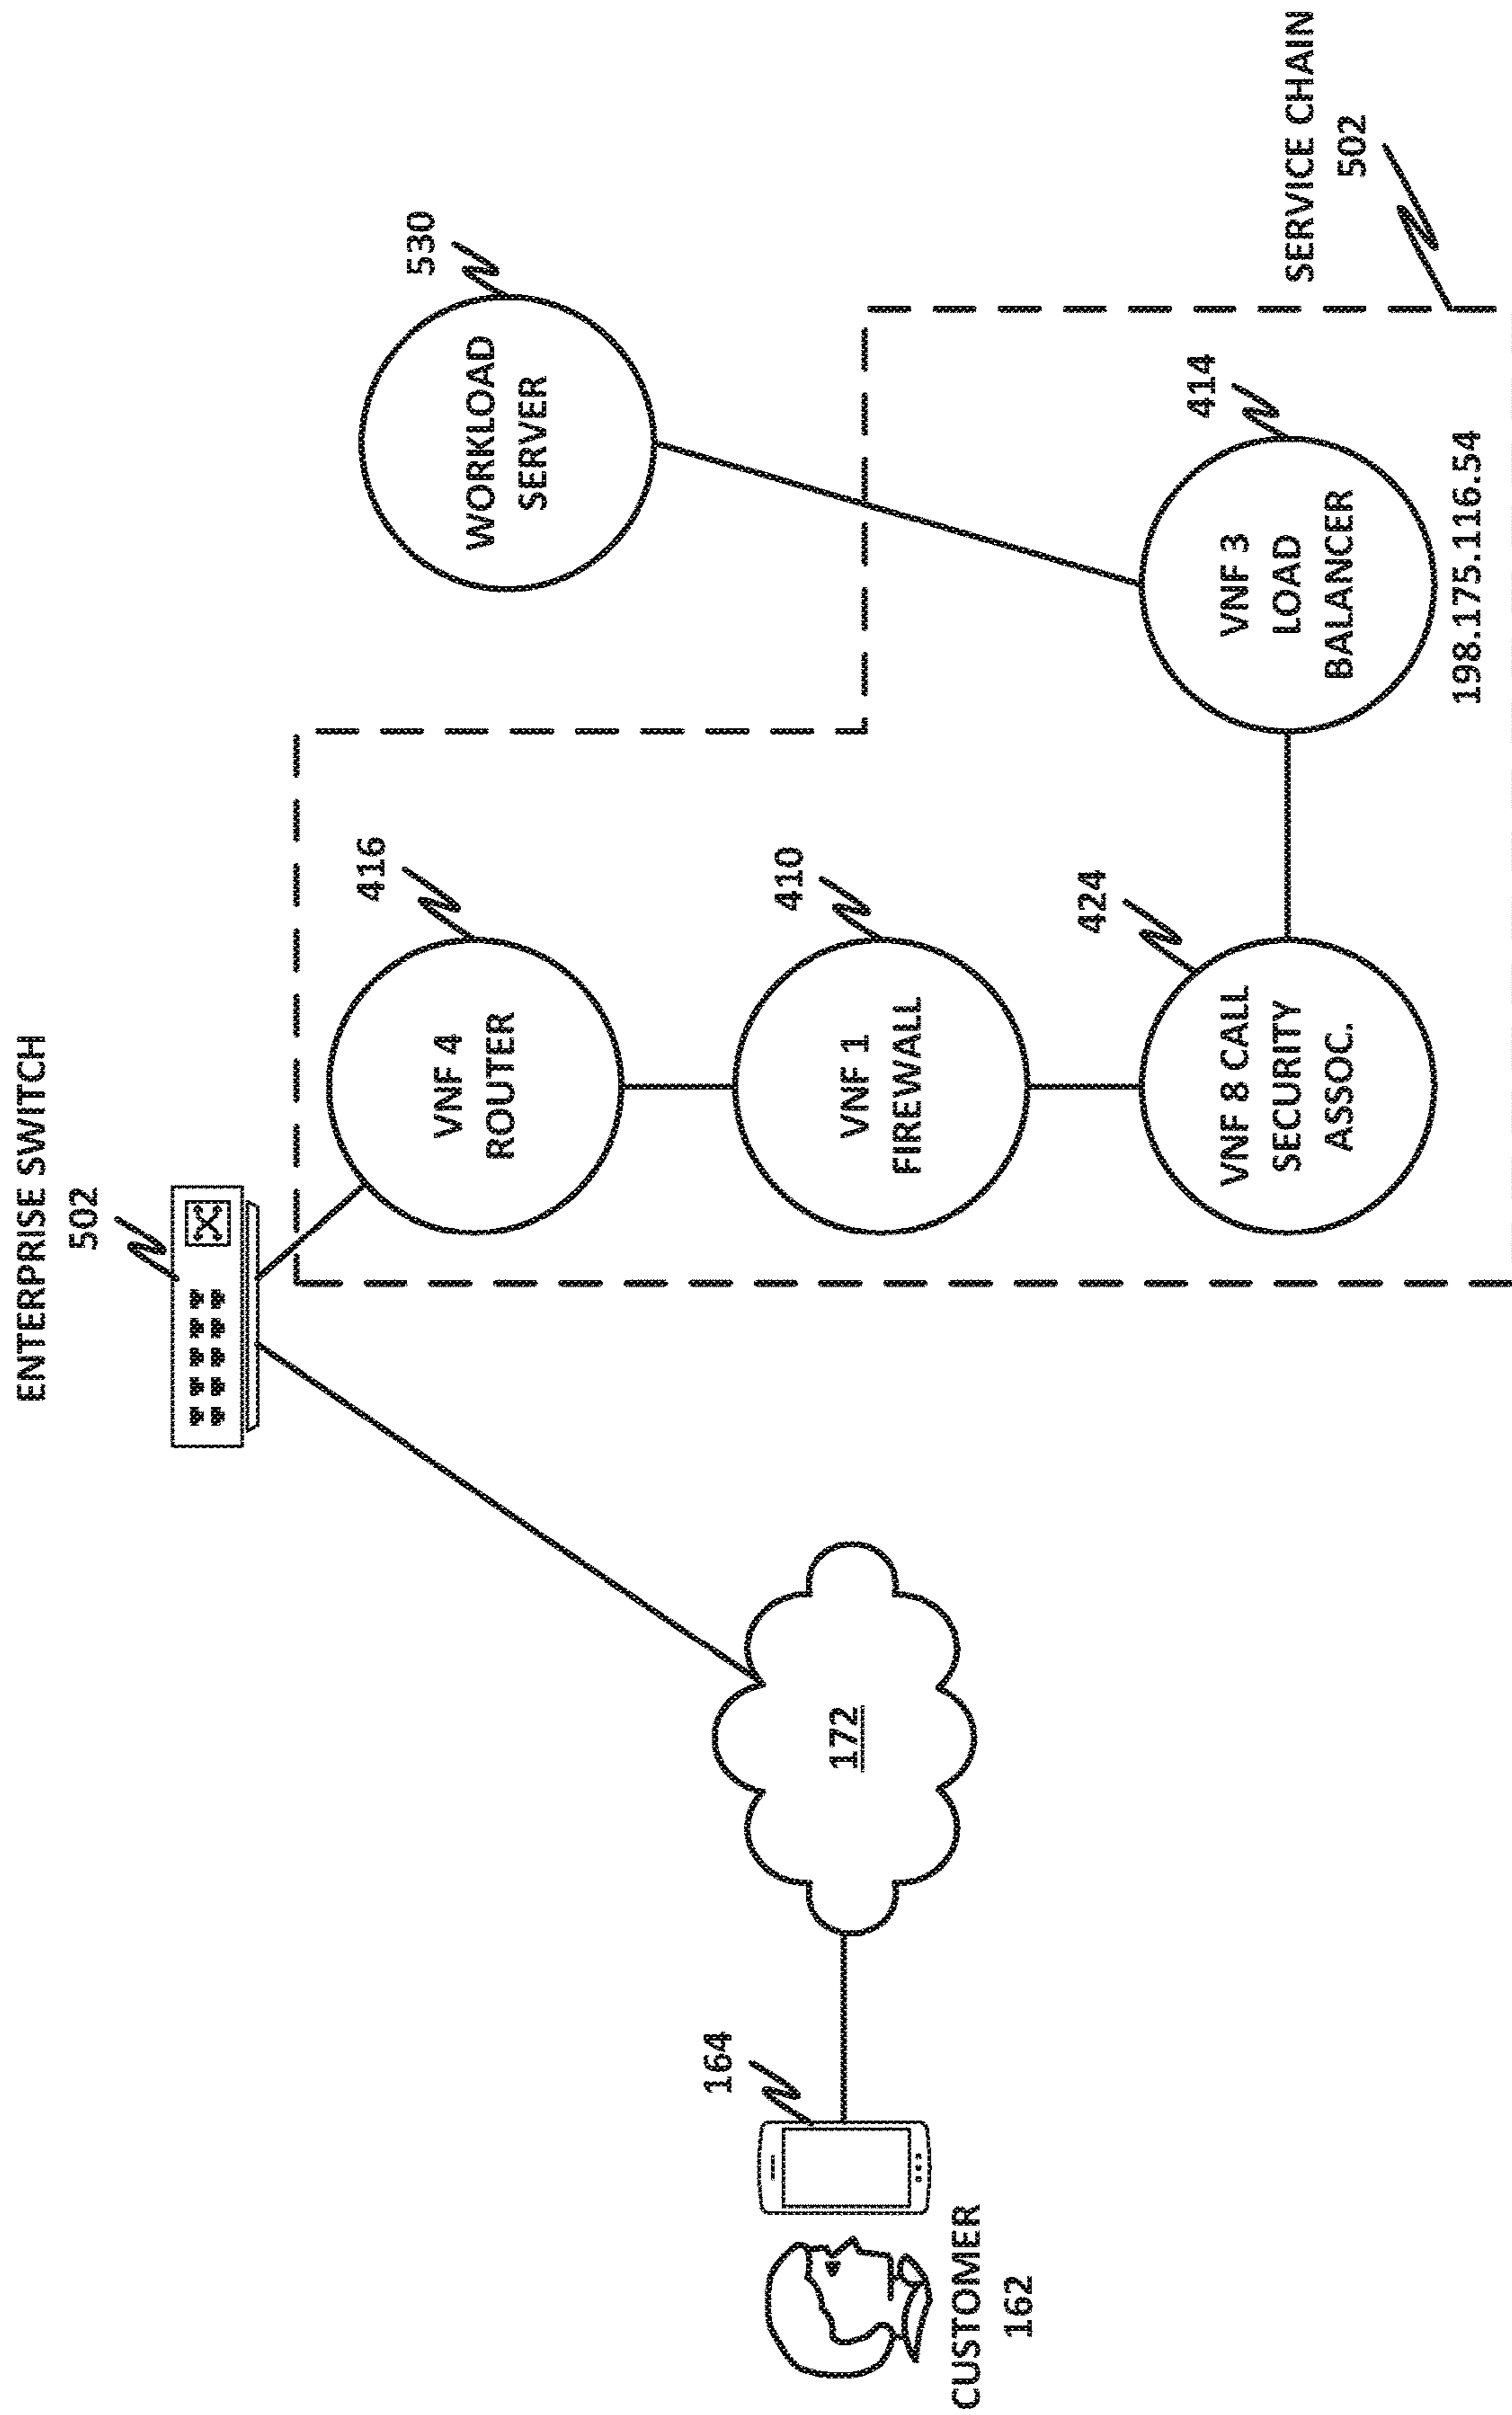 ENTERPRISE SWITCH
502
416
VNF 4
ROUTER
530
WORKLOAD
SERVER
164
172
410
VNF 1
FIREWALL
CUSTOMER
162
424
VNF 8 CALL
SECURITY
ASSOC.
414
VNF 3
LOAD
BALANCER
198.175.116.54
SERVICE CHAIN
502